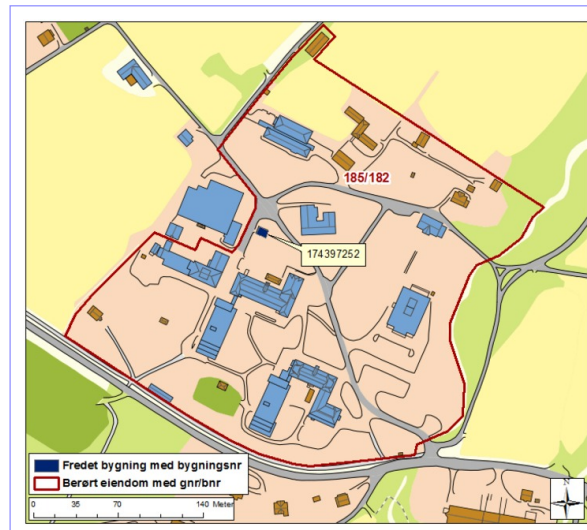 185/182
174397252
Fredet bygning med bygningsnr
Berørt eiendom med gnr/bnr
0 35 70 140 Meter
N